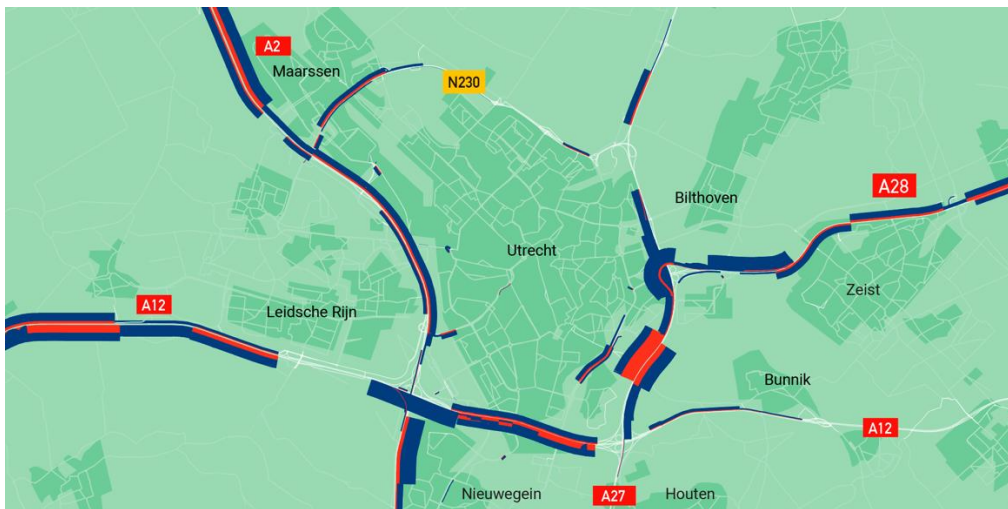 A2
Maarssen
N230
Bilthoven
A28
Utrecht
Zeist
A12
Leidsche Rijn
Bunnik
A12
Nieuwegein
A27
Houten